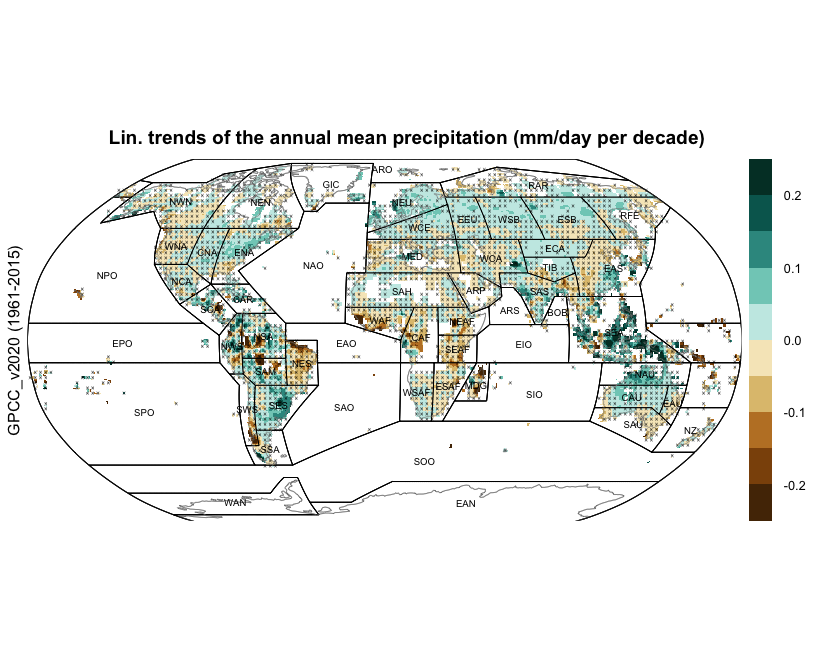 Lin. trends of the annual mean precipitation (mm/day per decade)
GPCC_v2020 (1961-2015)
ARO
GIC
NWN
NEN
RAR
NEU
EEU
WSB
ESB
RFE
WCE
WNA
CNA
ENA
MED
WCA
ECA
TIB
EAS
NPO
NAO
NCA
SAH
ARP
SAS
SCA
CAR
ARS
BOB
WAF
CAF
NEAF
SEA
EPO
NWS
NSA
EAO
SEAF
EIO
NES
SAM
NAU
WSAF
ESAF
MDG
SIO
CAU
EAU
SPO
SWS
SES
SAO
SAU
NZ
SSA
SOO
WAN
EAN
0.2
0.1
0.0
-0.1
-0.2